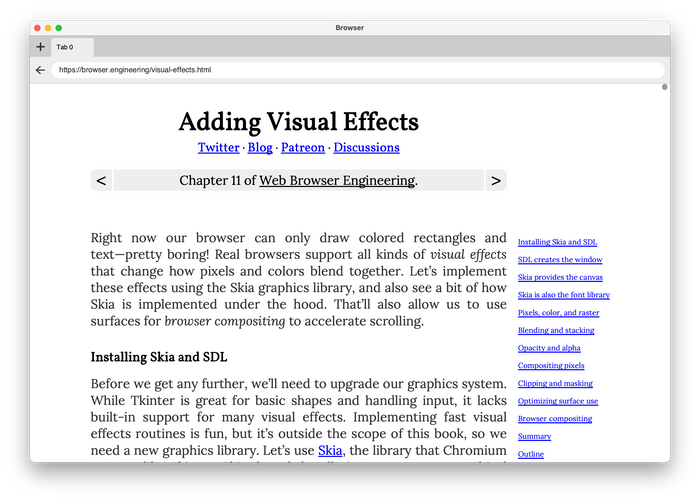 Browser
Tab 0
https://browser.engineering/visual-effects.html
Adding Visual Effects
Twitter · Blog · Patreon · Discussions
< Chapter 11 of Web Browser Engineering. >
Right now our browser can only draw colored rectangles and
text—pretty boring! Real browsers support all kinds of visual effects
that change how pixels and colors blend together. Let’s implement
these effects using the Skia graphics library, and also see a bit of how
Skia is implemented under the hood. That’ll also allow us to use
surfaces for browser compositing to accelerate scrolling.
Installing Skia and SDL
Before we get any further, we’ll need to upgrade our graphics system.
While Tkinter is great for basic shapes and handling input, it lacks
built-in support for many visual effects. Implementing fast visual
effects routines is fun, but it’s outside the scope of this book, so we
need a new graphics library. Let’s use Skia, the library that Chromium
Installing Skia and SDL
SDL creates the window
Skia provides the canvas
Skia is also the font library
Pixels, color, and raster
Blending and stacking
Opacity and alpha
Compositing pixels
Clipping and masking
Optimizing surface use
Browser compositing
Summary
Outline